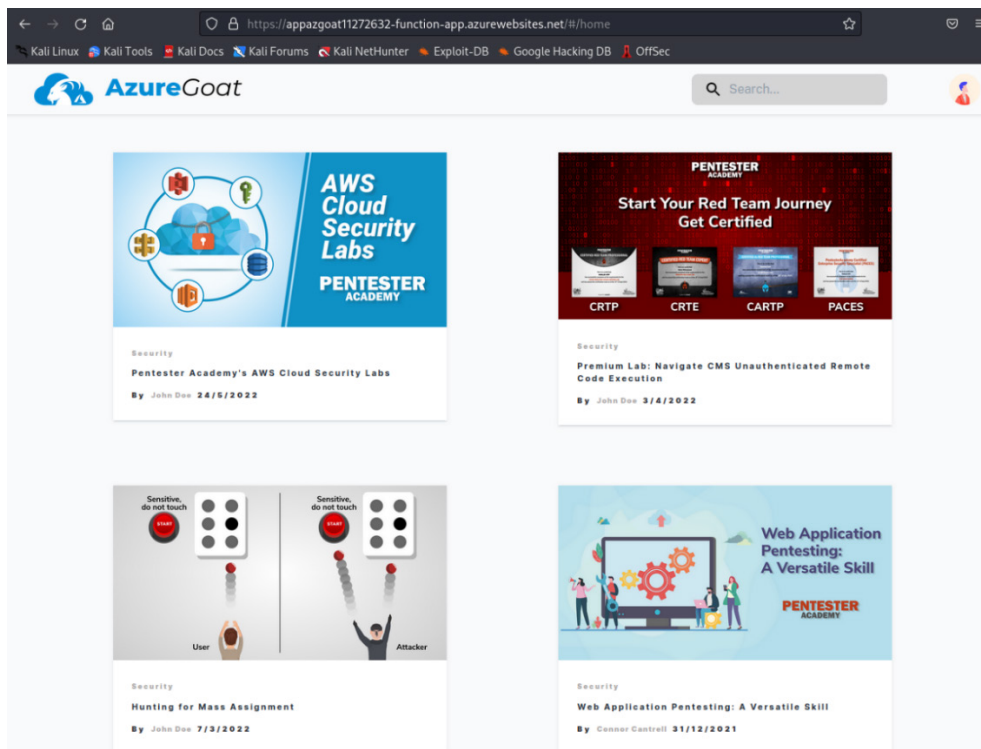 https://appazgoat11272632-function-app.azurewebsites.net/#/home
Kali Linux Kali Tools Kali Docs Kali Forums Kali NetHunter Exploit-DB Google Hacking DB OffSec
AzureGoat
Search...
AWS
Cloud
Security
Labs
PENTESTER
ACADEMY
Security
Pentester Academy's AWS Cloud Security Labs
By John Doe 24/5/2022
PENTESTER
ACADEMY
Start Your Red Team Journey
Get Certified
CRTP CRTE CARTP PACES
Security
Premium Lab: Navigate CMS Unauthenticated Remote
Code Execution
By John Doe 3/4/2022
Sensitive,
do not touch
START
User
Sensitive,
do not touch
START
Attacker
Security
Hunting for Mass Assignment
By John Doe 7/3/2022
Web Application
Pentesting:
A Versatile Skill
PENTESTER
ACADEMY
Security
Web Application Pentesting: A Versatile Skill
By Connor Cantrell 31/12/2021